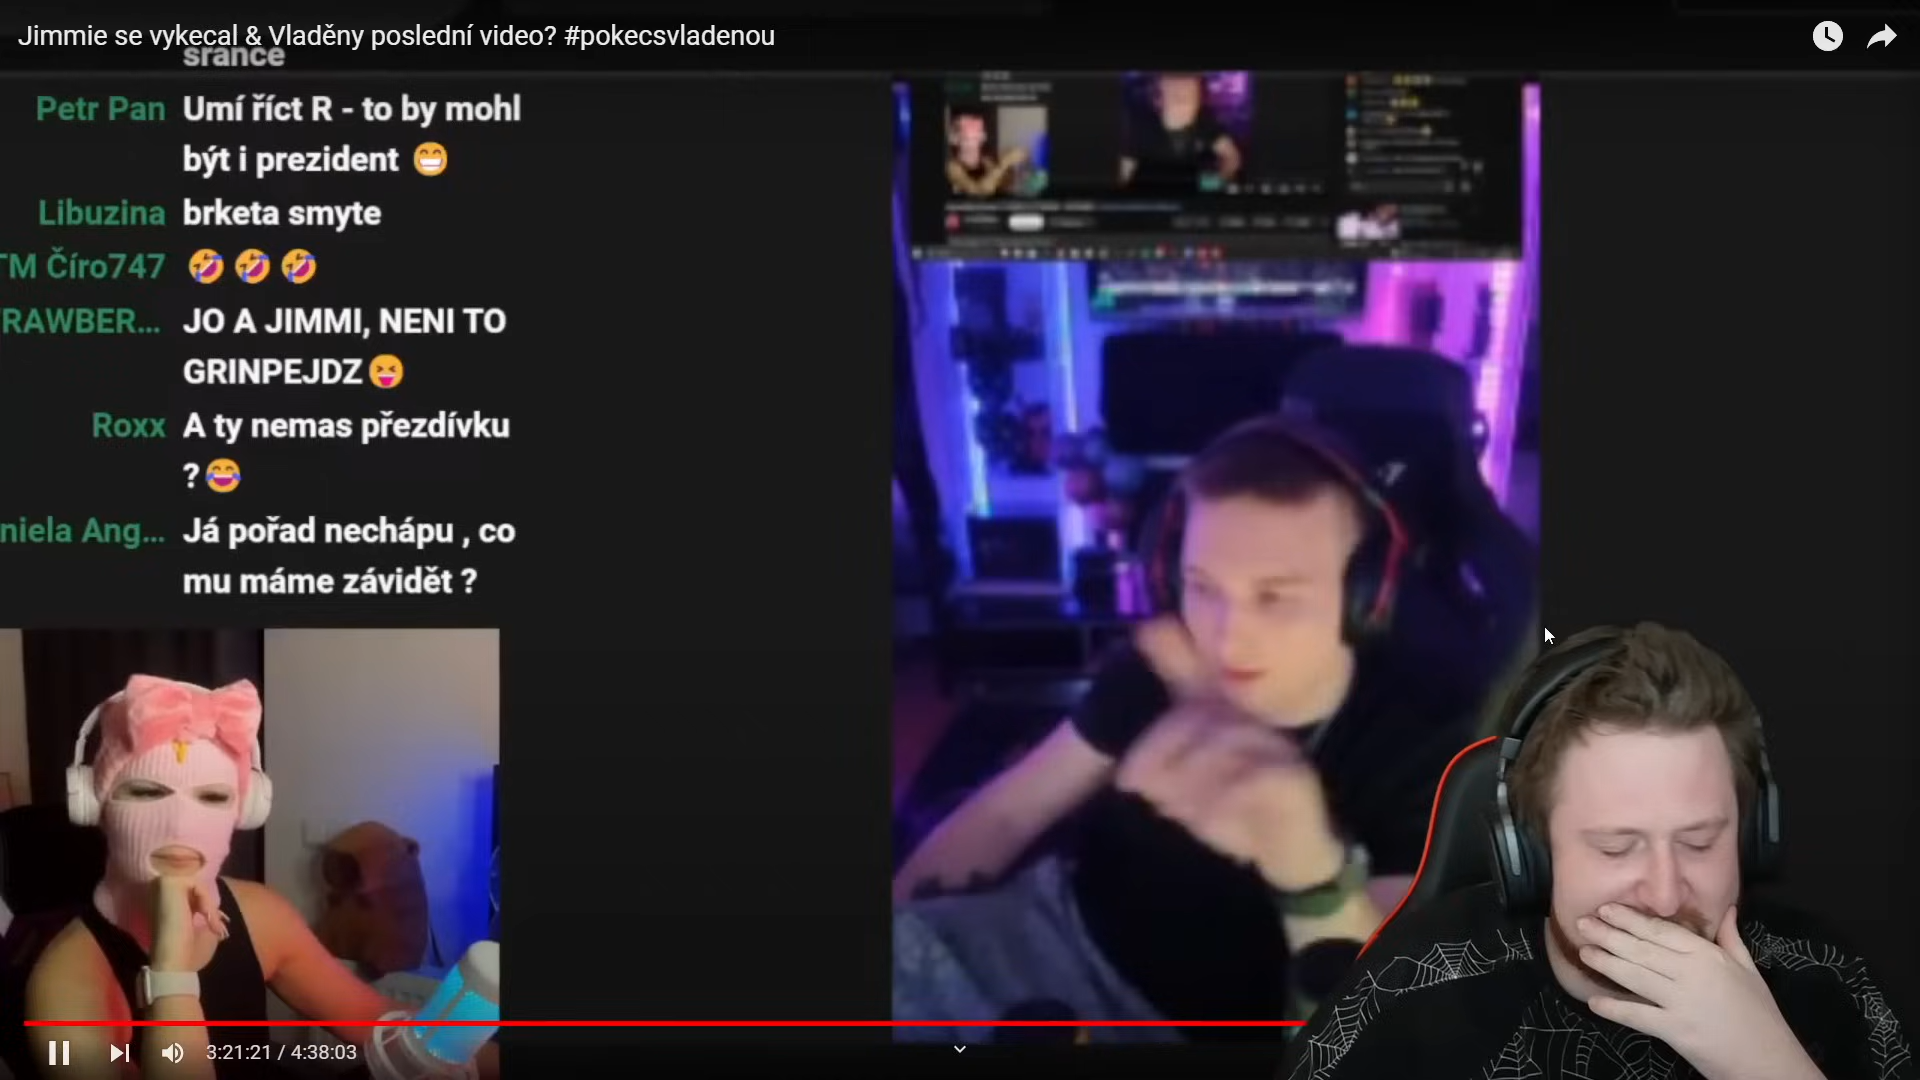 Jimmie se vykecal & Vladěny poslední video? #pokecsvladenou
srance
Petr Pan Umí říct R - to by mohl
být i prezident 😁
Libuzina brketa smyte
TM Číro747 🤣 🤣 🤣
RAWBER... JO A JIMMI, NENI TO
GRINPEJDZ😝
Roxx A ty nemas přezdívku
?😂
niela Ang... Já pořad nechápu , co
mu máme závidět ?
3:21:21 / 4:38:03